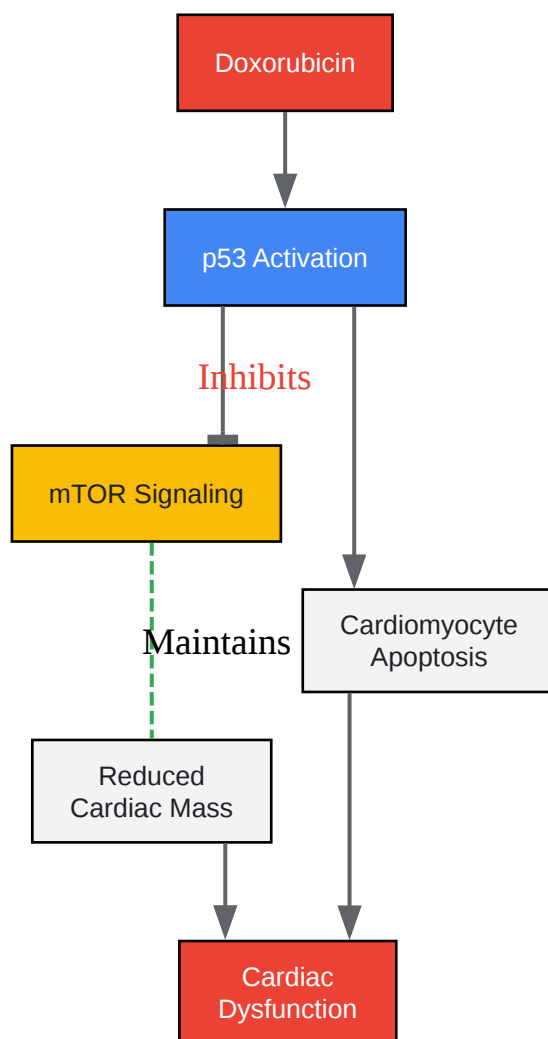 Doxorubicin
p53 Activation
Inhibits
mTOR Signaling
Cardiomyocyte
Apoptosis
Maintains
Reduced
Cardiac Mass
Cardiac
Dysfunction